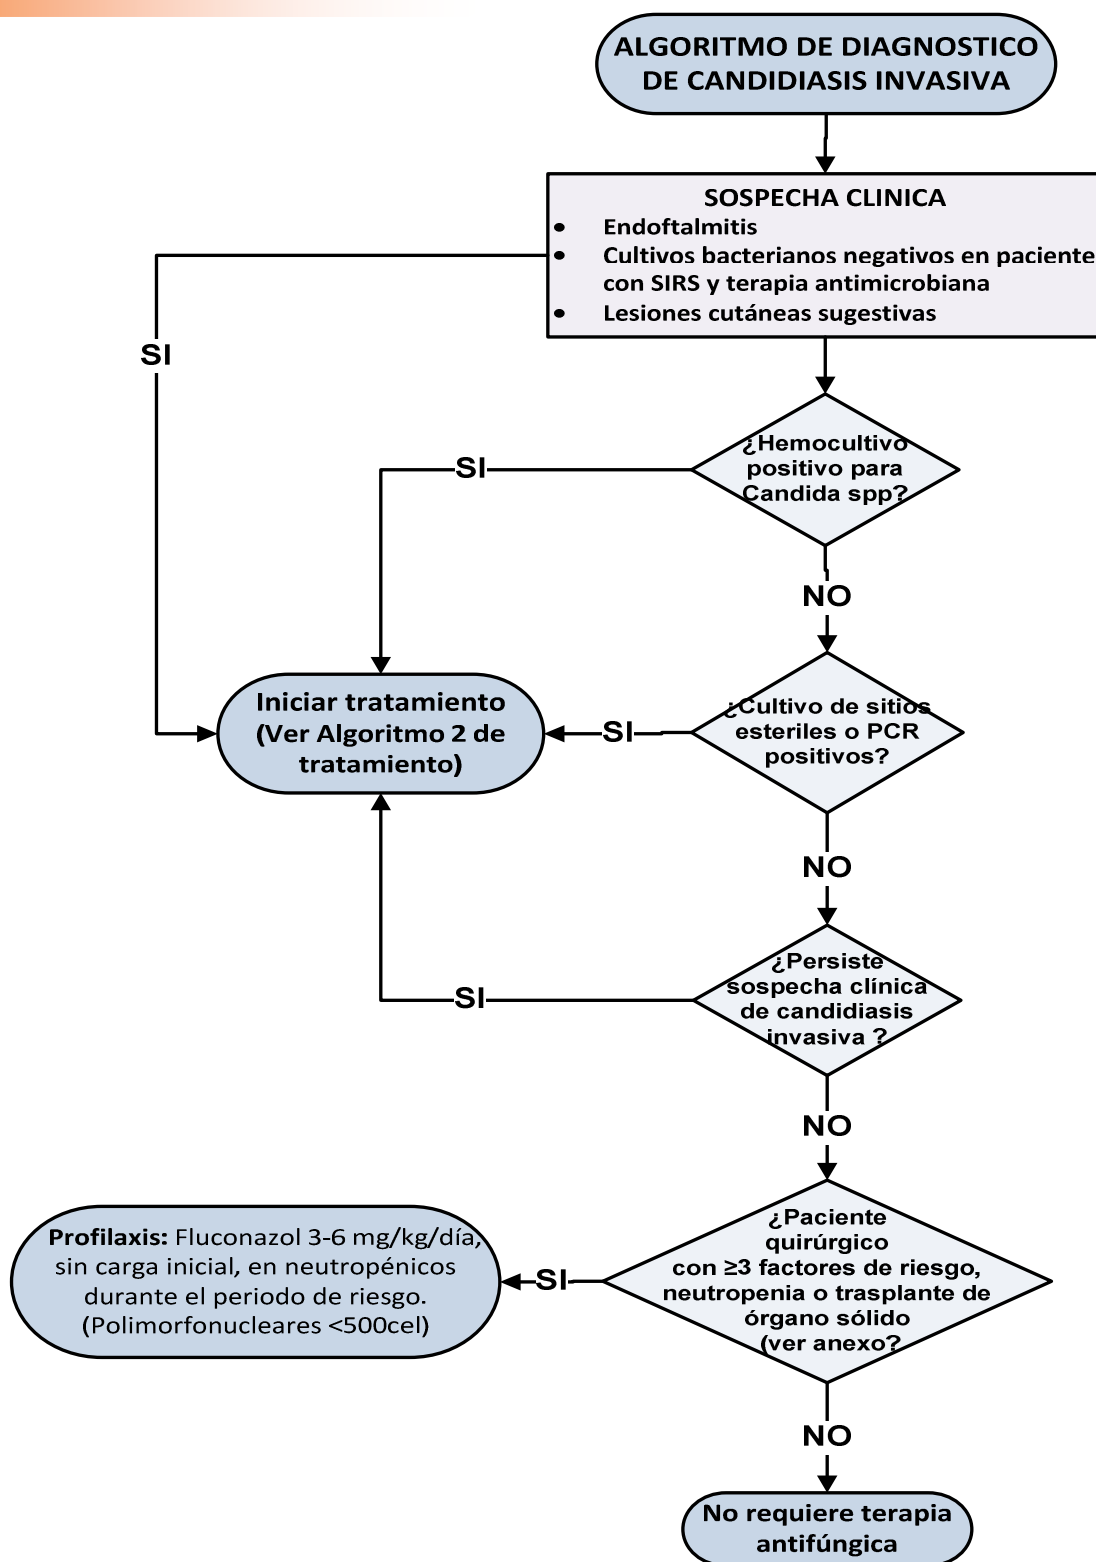 ALGORITMO DE DIAGNOSTICO
DE CANDIDIASIS INVASIVA
SOSPECHA CLINICA
• Endoftalmitis
• Cultivos bacterianos negativos en paciente
con SIRS y terapia antimicrobiana
• Lesiones cutáneas sugestivas
SI
¿Hemocultivo
positivo para
Candida spp?
SI
NO
Iniciar tratamiento
(Ver Algoritmo 2 de
tratamiento)
SI
¿Cultivo de sitios
esteriles o PCR
positivos?
NO
¿Persiste
sospecha clínica
de candidiasis
invasiva ?
SI
NO
Profilaxis: Fluconazol 3-6 mg/kg/día,
sin carga inicial, en neutropénicos
durante el periodo de riesgo.
(Polimorfonucleares <500cel)
SI
¿Paciente
quirúrgico
con ≥3 factores de riesgo,
neutropenia o trasplante de
órgano sólido
(ver anexo?
NO
No requiere terapia
antifúngica